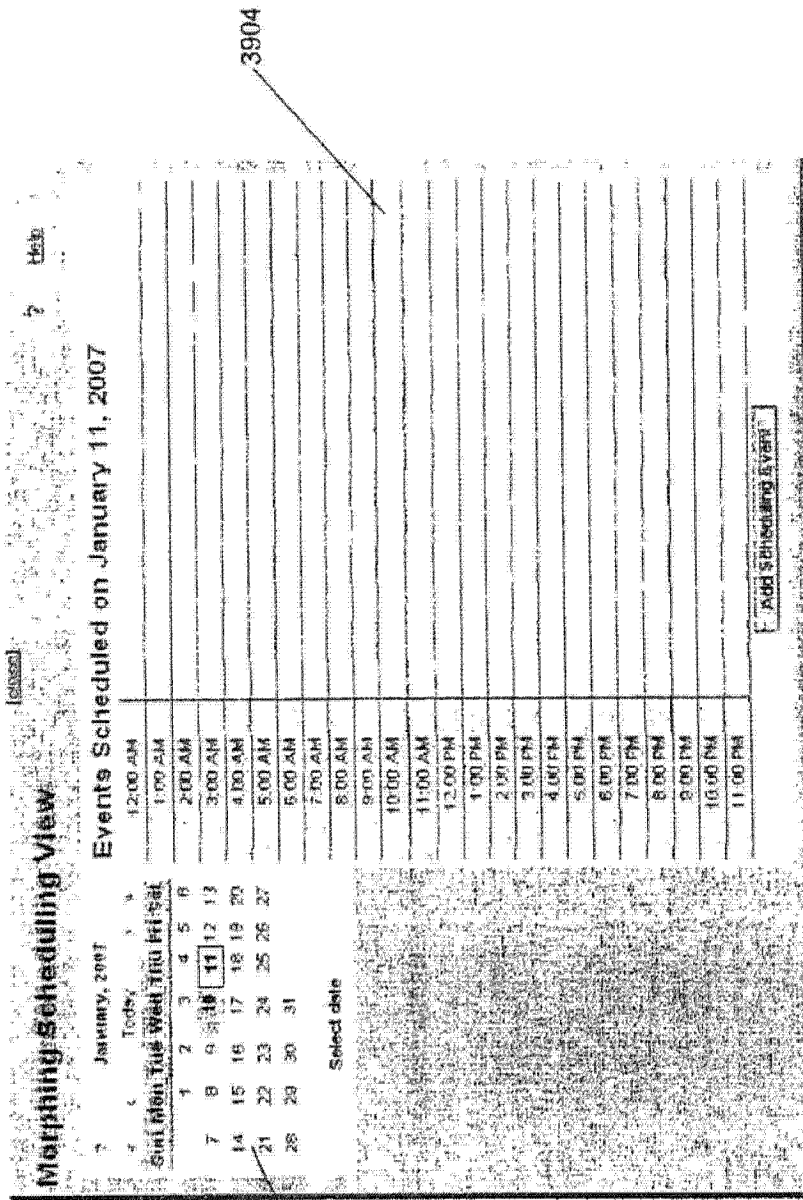 Morphing Scheduling View
? Help
? January, 2007
Today
Sun Mon Tue Wed Thu Fri Sat
1 2 3 4 5 6
7 8 9 10 11 12 13
14 15 16 17 18 19 20
21 22 23 24 25 26 27
28 29 30 31
Select date
Events Scheduled on January 11, 2007
12:00 AM
1:00 AM
2:00 AM
3:00 AM
4:00 AM
5:00 AM
6:00 AM
7:00 AM
8:00 AM
9:00 AM
10:00 AM
11:00 AM
12:00 PM
1:00 PM
2:00 PM
3:00 PM
4:00 PM
5:00 PM
6:00 PM
7:00 PM
8:00 PM
9:00 PM
10:00 PM
11:00 PM
Add Scheduling Event
3904